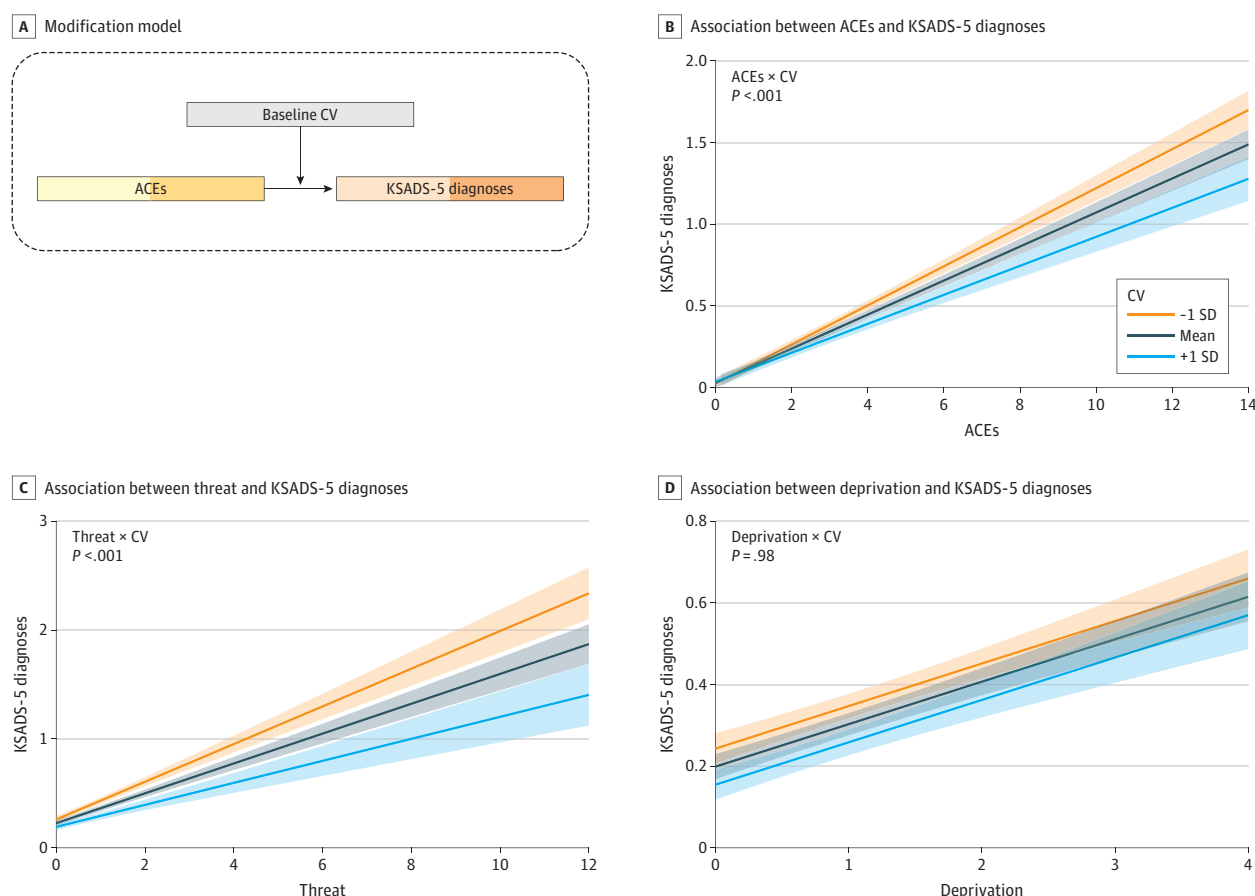 A Modification model
Baseline CV
ACEs
KSADS-5 diagnoses
B Association between ACEs and KSADS-5 diagnoses
KSADS-5 diagnoses
2.0
1.5
1.0
0.5
0
ACEs × CV
P <.001
CV
-1 SD
Mean
+1 SD
0 2 4 6 8 10 12 14
ACEs
C Association between threat and KSADS-5 diagnoses
KSADS-5 diagnoses
3
2
1
0
Threat × CV
P <.001
0 2 4 6 8 10 12
Threat
D Association between deprivation and KSADS-5 diagnoses
KSADS-5 diagnoses
0.8
0.6
0.4
0.2
0
Deprivation × CV
P = .98
0 1 2 3 4
Deprivation